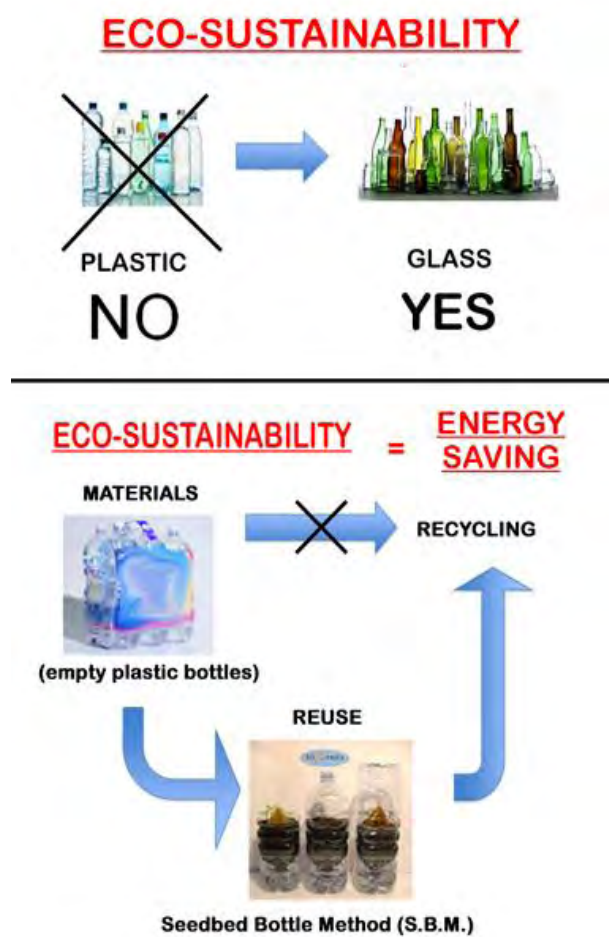 ECO-SUSTAINABILITY
PLASTIC
NO
GLASS
YES
ECO-SUSTAINABILITY = ENERGY
SAVING
MATERIALS
RECYCLING
(empty plastic bottles)
REUSE
Seedbed Bottle Method (S.B.M.)